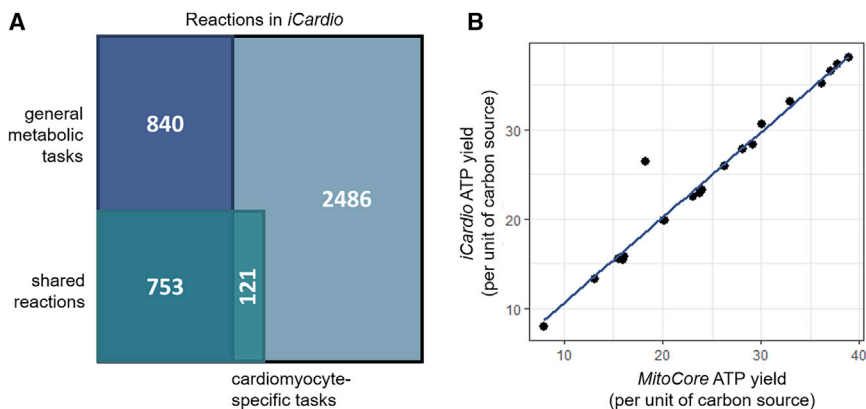 A
Reactions in iCardio
general
metabolic
tasks
840
2486
shared
reactions
753
121
cardiomyocyte-
specific tasks
B
iCardio ATP yield
(per unit of carbon source)
30
20
10
10
20
30
40
MitoCore ATP yield
(per unit of carbon source)